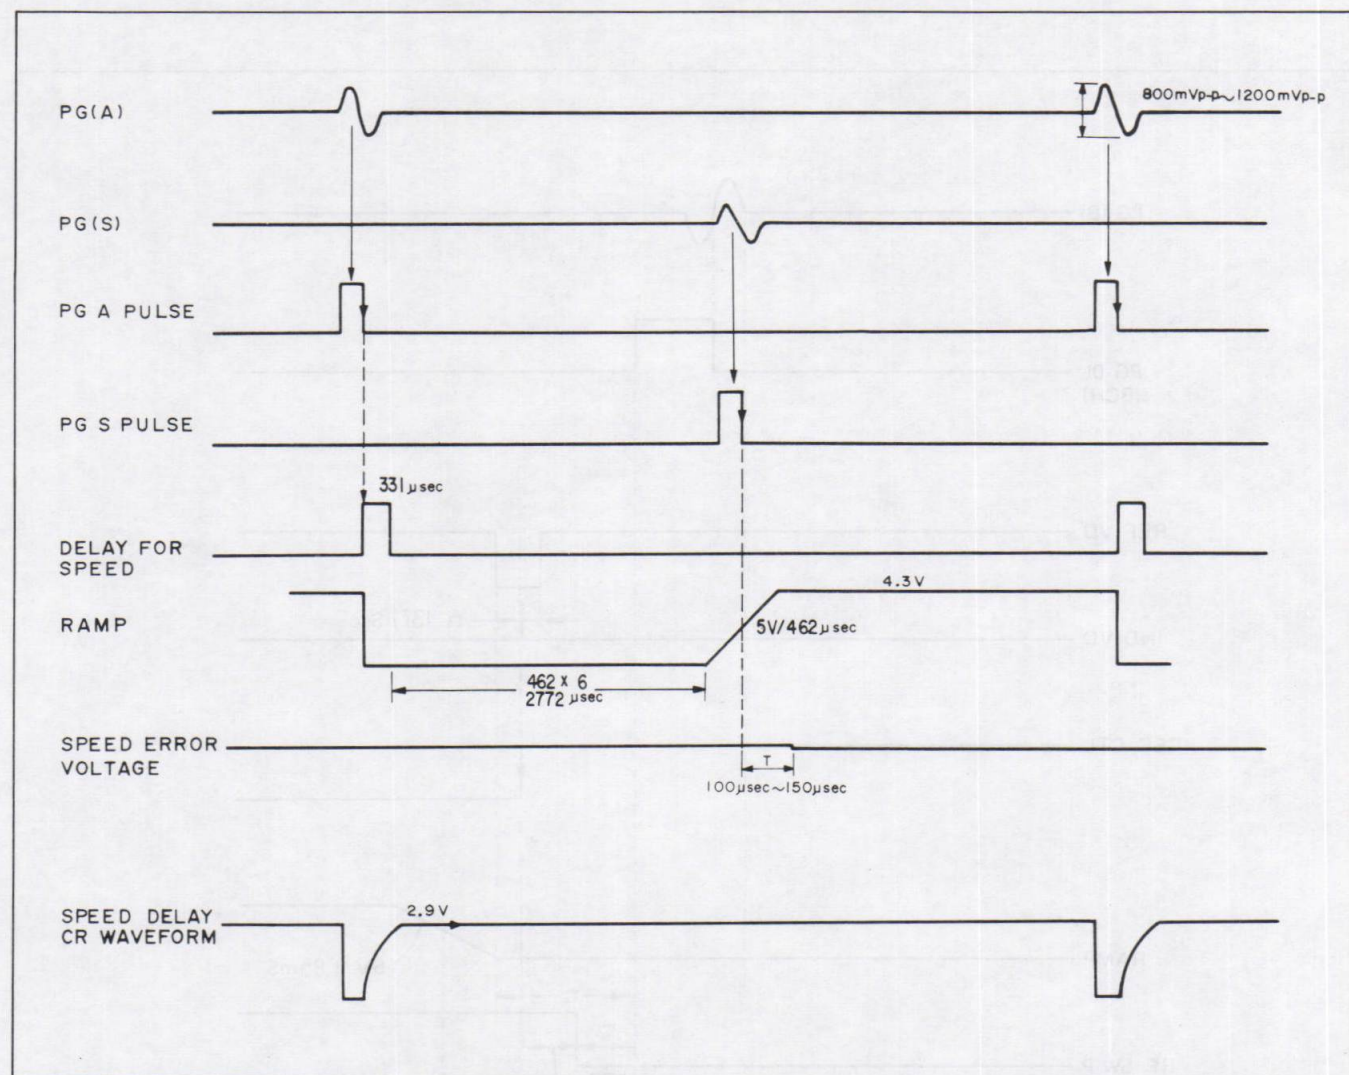 PG(A)
800mVp-p~1200mVp-p
PG(S)
PG A PULSE
PG S PULSE
331μsec
DELAY FOR
SPEED
4.3V
RAMP
5V/462μsec
462 X 6
2772μsec
SPEED ERROR
VOLTAGE
T
100μsec~150μsec
SPEED DELAY
CR WAVEFORM
2.9V